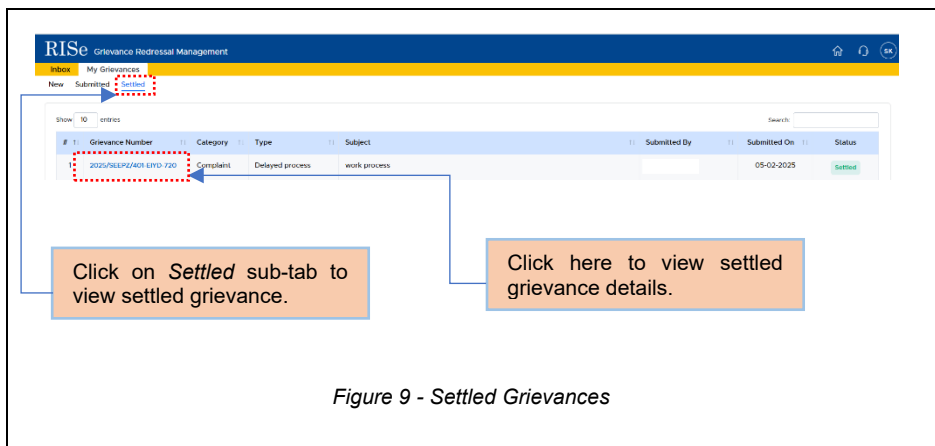 RISe Grievance Redressal Management
SK
Inbox My Grievances
New Submitted Settled
Show 10 entries Search:
# Grievance Number Category Type Subject Submitted By Submitted On Status
1 2025/SEEPZ/401-EIYD-720 Complaint Delayed process work process 05-02-2025 Settled
Click on Settled sub-tab to
view settled grievance.
Click here to view settled
grievance details.
Figure 9 - Settled Grievances